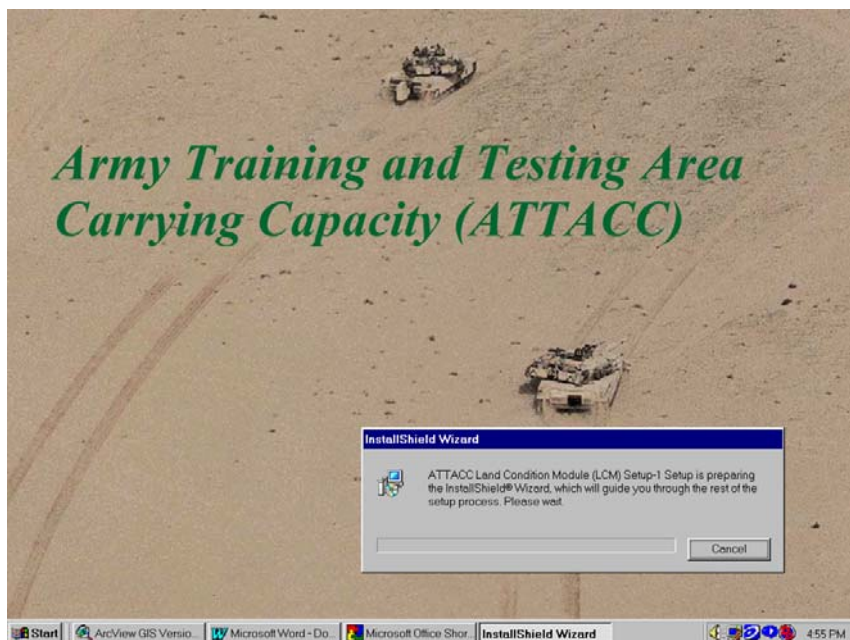 Army Training and Testing Area
Carrying Capacity (ATTACC)
InstallShield Wizard
ATTACC Land Condition Module (LCM) Setup-1 Setup is preparing
the InstallShield® Wizard, which will guide you through the rest of the
setup process. Please wait.
Cancel
Start ArcView GIS Versio... Microsoft Word - Do... Microsoft Office Shor... InstallShield Wizard 4:55 PM